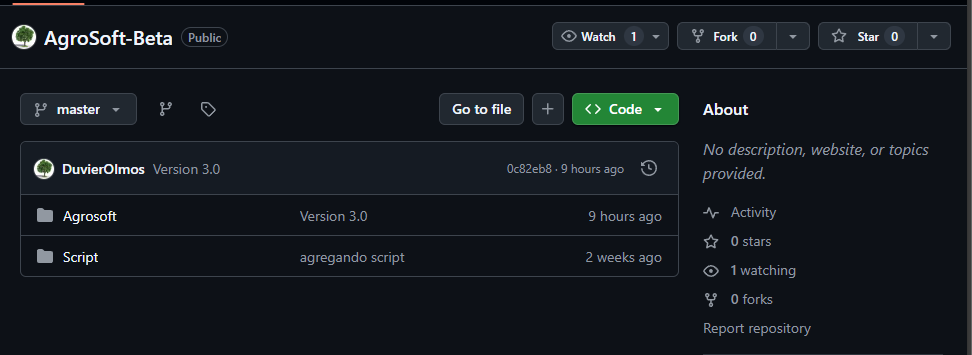 AgroSoft-Beta Public Watch 1 Fork 0 Star 0
master Go to file + Code
DuvierOlmos Version 3.0 0c82eb8 · 9 hours ago
Agrosoft Version 3.0 9 hours ago
Script agregando script 2 weeks ago
About
No description, website, or topics
provided.
Activity
0 stars
1 watching
0 forks
Report repository